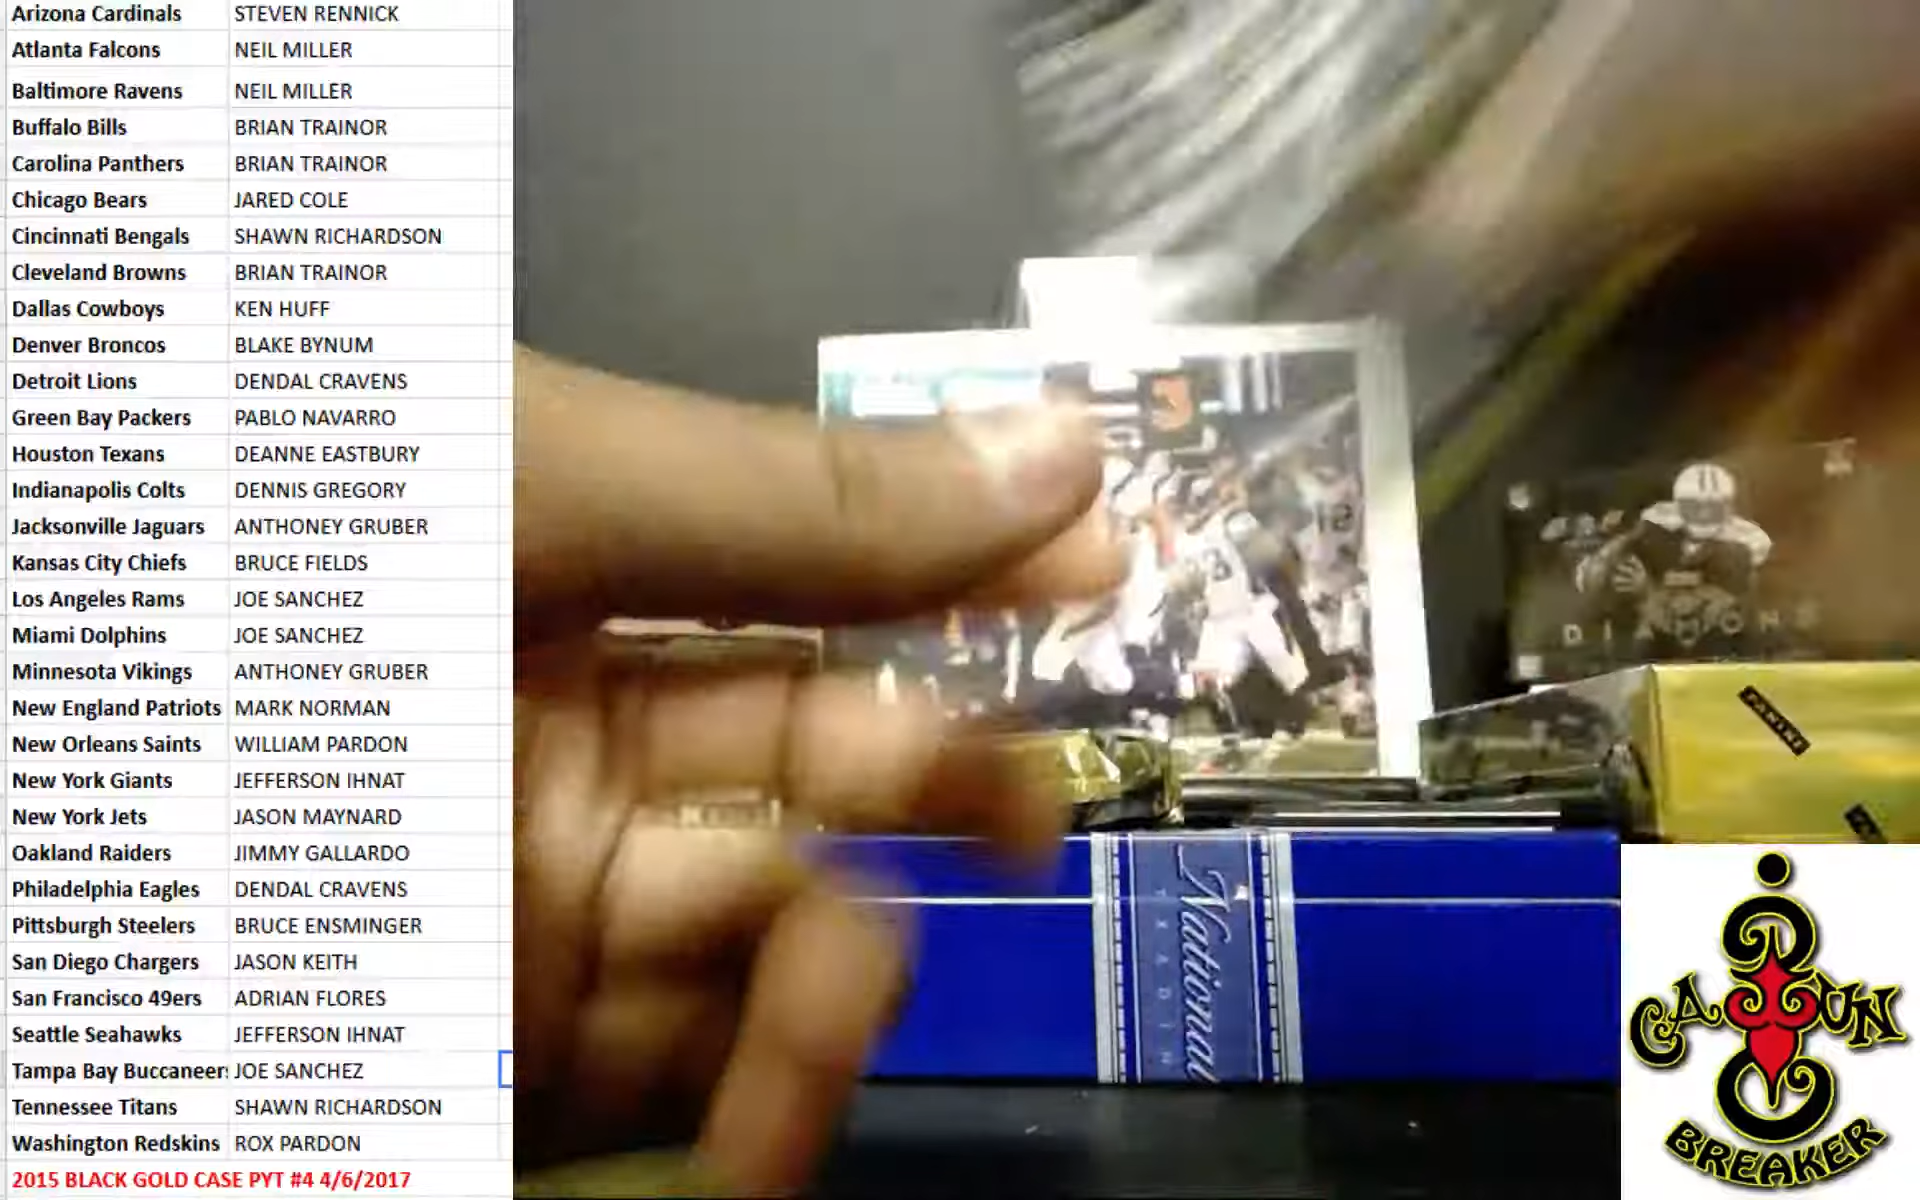 Arizona Cardinals STEVEN RENNICK
Atlanta Falcons NEIL MILLER
Baltimore Ravens NEIL MILLER
Buffalo Bills BRIAN TRAINOR
Carolina Panthers BRIAN TRAINOR
Chicago Bears JARED COLE
Cincinnati Bengals SHAWN RICHARDSON
Cleveland Browns BRIAN TRAINOR
Dallas Cowboys KEN HUFF
Denver Broncos BLAKE BYNUM
Detroit Lions DENDAL CRAVENS
Green Bay Packers PABLO NAVARRO
Houston Texans DEANNE EASTBURY
Indianapolis Colts DENNIS GREGORY
Jacksonville Jaguars ANTHONEY GRUBER
Kansas City Chiefs BRUCE FIELDS
Los Angeles Rams JOE SANCHEZ
Miami Dolphins JOE SANCHEZ
Minnesota Vikings ANTHONEY GRUBER
New England Patriots MARK NORMAN
New Orleans Saints WILLIAM PARDON
New York Giants JEFFERSON IHNAT
New York Jets JASON MAYNARD
Oakland Raiders JIMMY GALLARDO
Philadelphia Eagles DENDAL CRAVENS
Pittsburgh Steelers BRUCE ENSMINGER
San Diego Chargers JASON KEITH
San Francisco 49ers ADRIAN FLORES
Seattle Seahawks JEFFERSON IHNAT
Tampa Bay Buccaneers JOE SANCHEZ
Tennessee Titans SHAWN RICHARDSON
Washington Redskins ROX PARDON
2015 BLACK GOLD CASE PYT #4 4/6/2017
3
12
PANINI
National
CAJUN
BREAKER